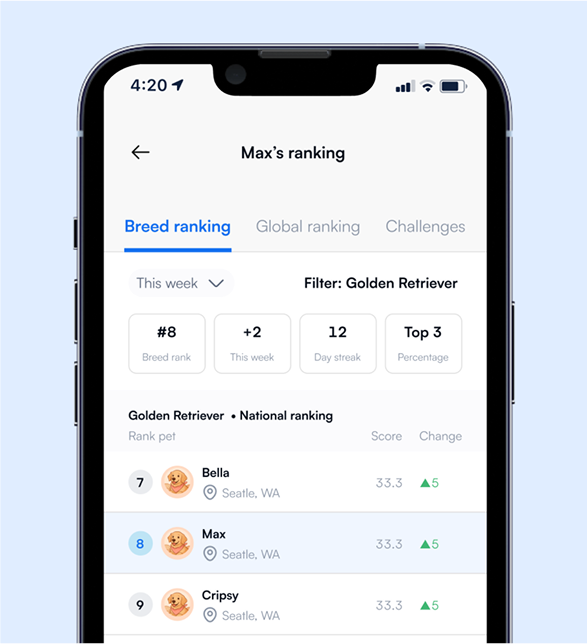 4:20
Max's ranking
Breed ranking Global ranking Challenges
This week Filter: Golden Retriever
#8 +2 12 Top 3
Breed rank This week Day streak Percentage
Golden Retriever • National ranking
Rank pet Score Change
Bella
7 33.3 ▲5
Seatle, WA
Max
8 33.3 ▲5
Seatle, WA
Cripsy
9 33.3 ▲5
Seatle, WA